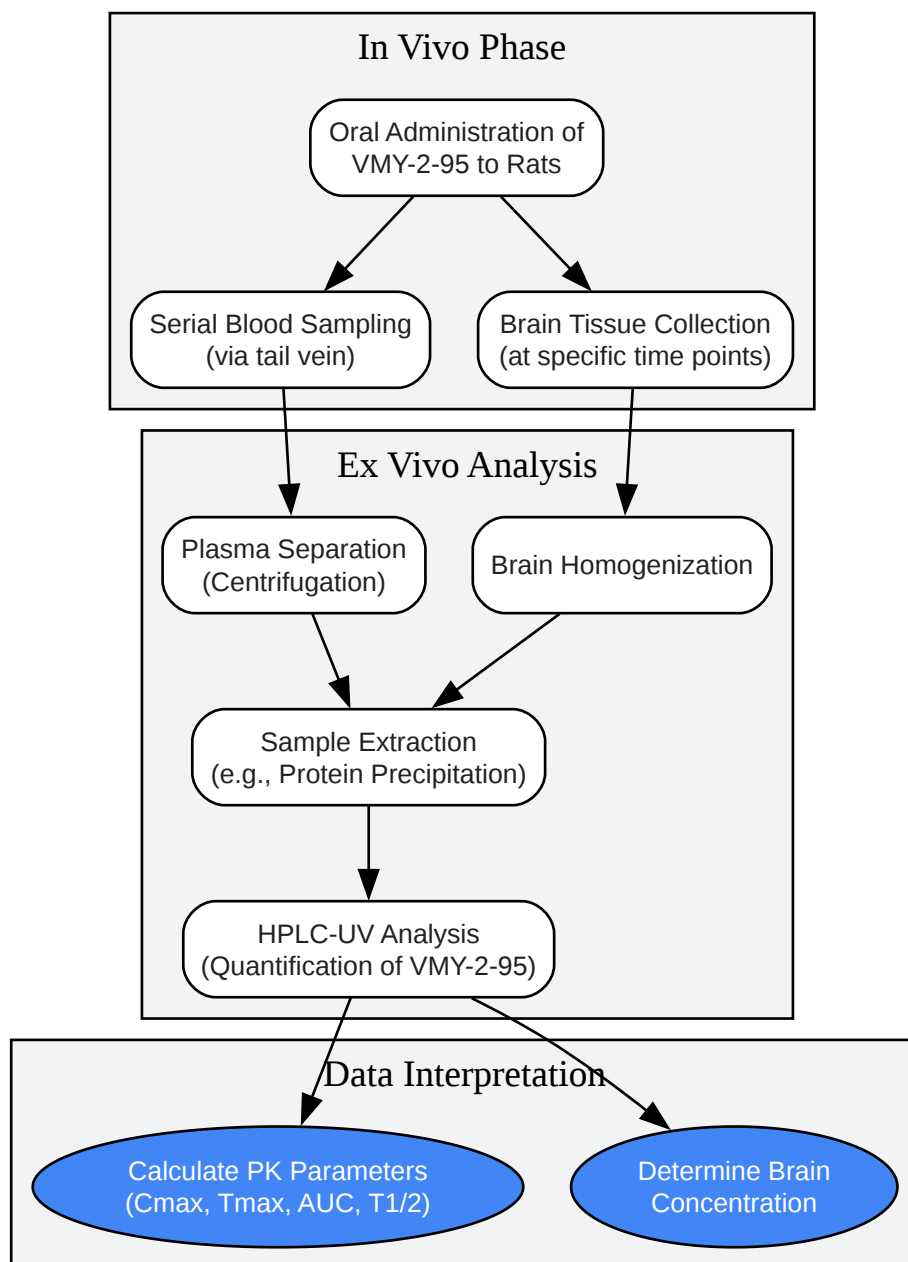 In Vivo Phase
Oral Administration of
VMY-2-95 to Rats
Serial Blood Sampling
(via tail vein)
Brain Tissue Collection
(at specific time points)
Ex Vivo Analysis
Plasma Separation
(Centrifugation)
Brain Homogenization
Sample Extraction
(e.g., Protein Precipitation)
HPLC-UV Analysis
(Quantification of VMY-2-95)
Data Interpretation
Calculate PK Parameters
(Cmax, Tmax, AUC, T1/2)
Determine Brain
Concentration